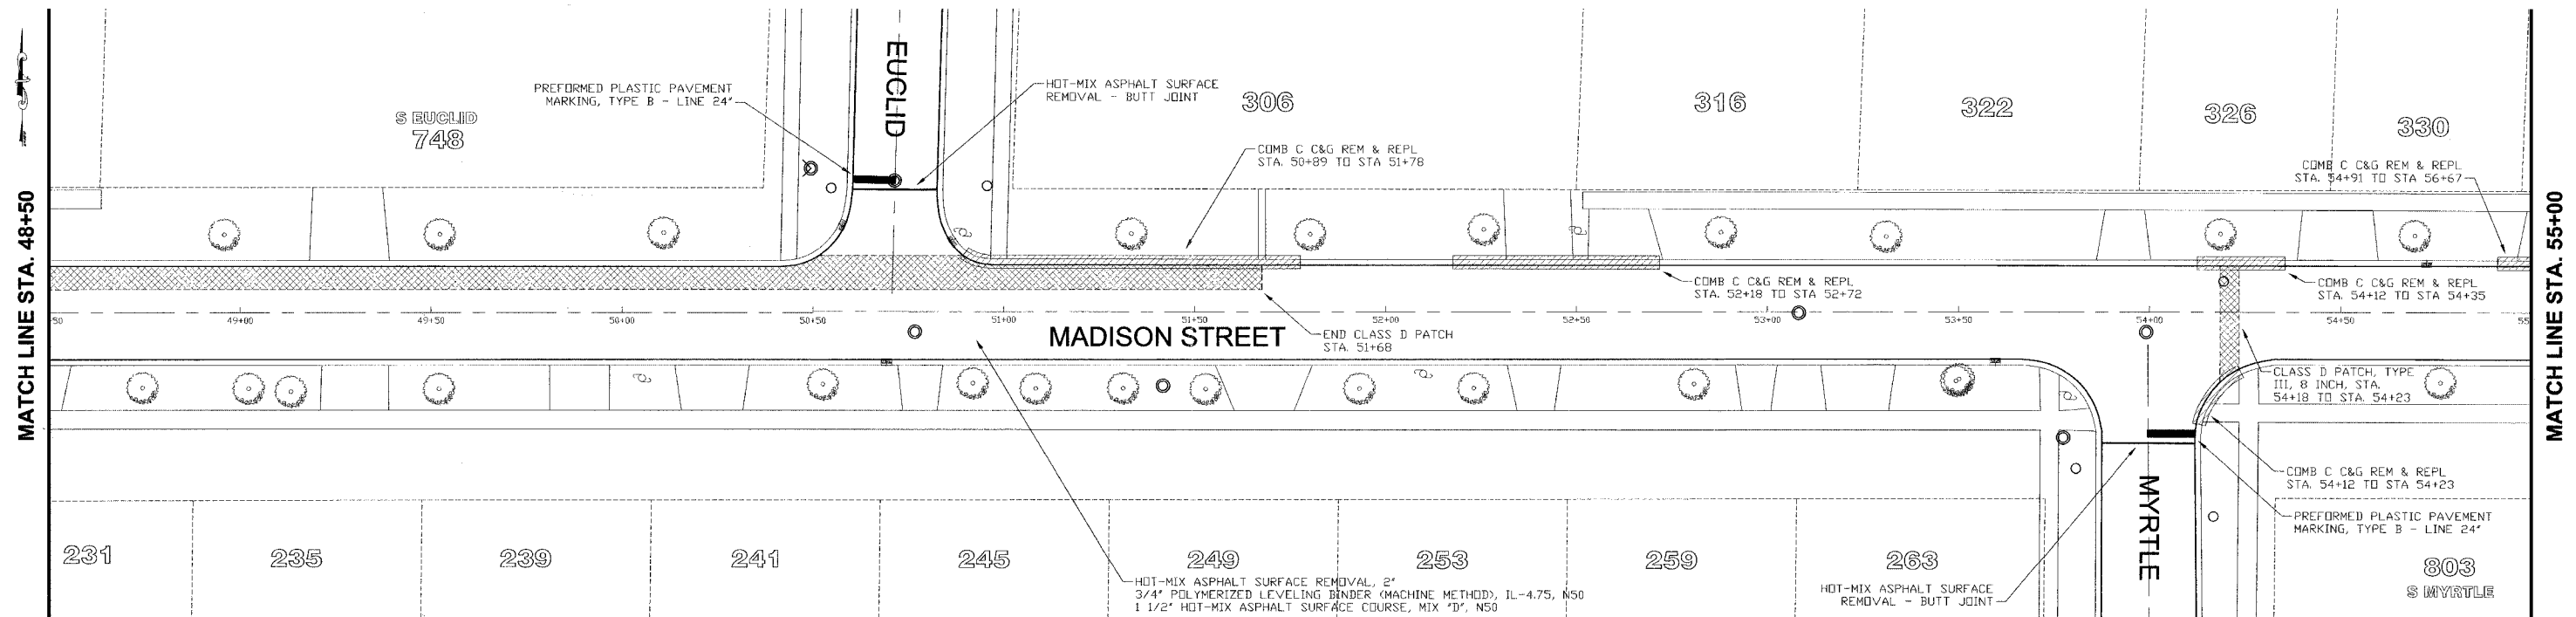 MATCH LINE STA. 48+50
PREFORMED PLASTIC PAVEMENT
MARKING, TYPE B - LINE 24"
S EUCLID
748
EUCLID
HOT-MIX ASPHALT SURFACE
REMOVAL - BUTT JOINT
306
COMB C C&G REM & REPL
STA. 50+89 TO STA 51+78
316
322
326
330
COMB C C&G REM & REPL
STA. 54+91 TO STA 56+67
COMB C C&G REM & REPL
STA. 52+18 TO STA 52+72
COMB C C&G REM & REPL
STA. 54+12 TO STA 54+35
50
49+00
49+50
50+00
50+50
51+00
51+50
52+00
52+50
53+00
53+50
54+00
54+50
55
MADISON STREET
END CLASS D PATCH
STA. 51+68
CLASS D PATCH, TYPE
III, 8 INCH, STA.
54+18 TO STA. 54+23
COMB C C&G REM & REPL
STA. 54+12 TO STA 54+23
PREFORMED PLASTIC PAVEMENT
MARKING, TYPE B - LINE 24"
MYRTLE
231
235
239
241
245
249
253
259
263
803
S MYRTLE
HOT-MIX ASPHALT SURFACE REMOVAL, 2"
3/4" POLYMERIZED LEVELING BINDER (MACHINE METHOD), IL-4.75, N50
1 1/2" HOT-MIX ASPHALT SURFACE COURSE, MIX "D", N50
HOT-MIX ASPHALT SURFACE
REMOVAL - BUTT JOINT
MATCH LINE STA. 55+00